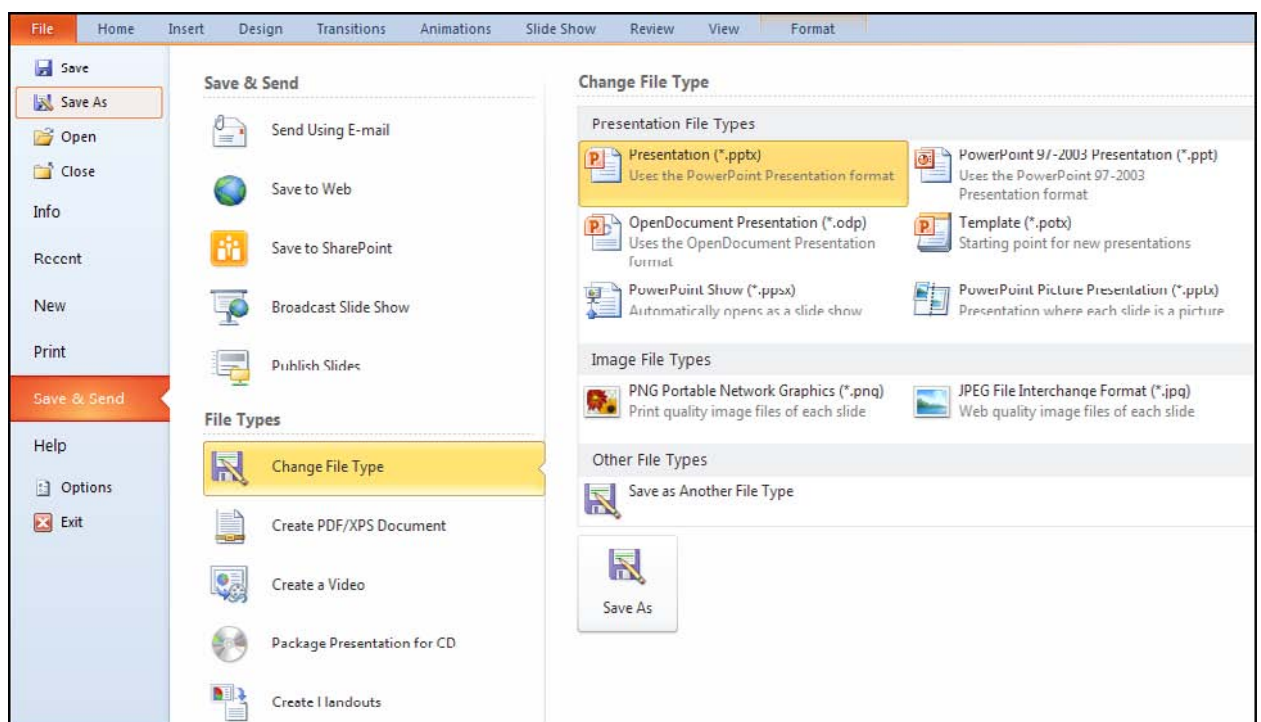 File Home Insert Design Transitions Animations Slide Show Review View Format
Save
Save As
Open
Close
Info
Recent
New
Print
Save & Send
Help
Options
Exit
Save & Send
Send Using E-mail
Save to Web
Save to SharePoint
Broadcast Slide Show
Publish Slides
File Types
Change File Type
Create PDF/XPS Document
Create a Video
Package Presentation for CD
Create Handouts
Change File Type
Presentation File Types
Presentation (*.pptx)
Uses the PowerPoint Presentation format
PowerPoint 97-2003 Presentation (*.ppt)
Uses the PowerPoint 97-2003
Presentation format
OpenDocument Presentation (*.odp)
Uses the OpenDocument Presentation
format
Template (*.potx)
Starting point for new presentations
PowerPoint Show (*.ppsx)
Automatically opens as a slide show
PowerPoint Picture Presentation (*.pptx)
Presentation where each slide is a picture
Image File Types
PNG Portable Network Graphics (*.png)
Print quality image files of each slide
JPEG File Interchange Format (*.jpg)
Web quality image files of each slide
Other File Types
Save as Another File Type
Save As